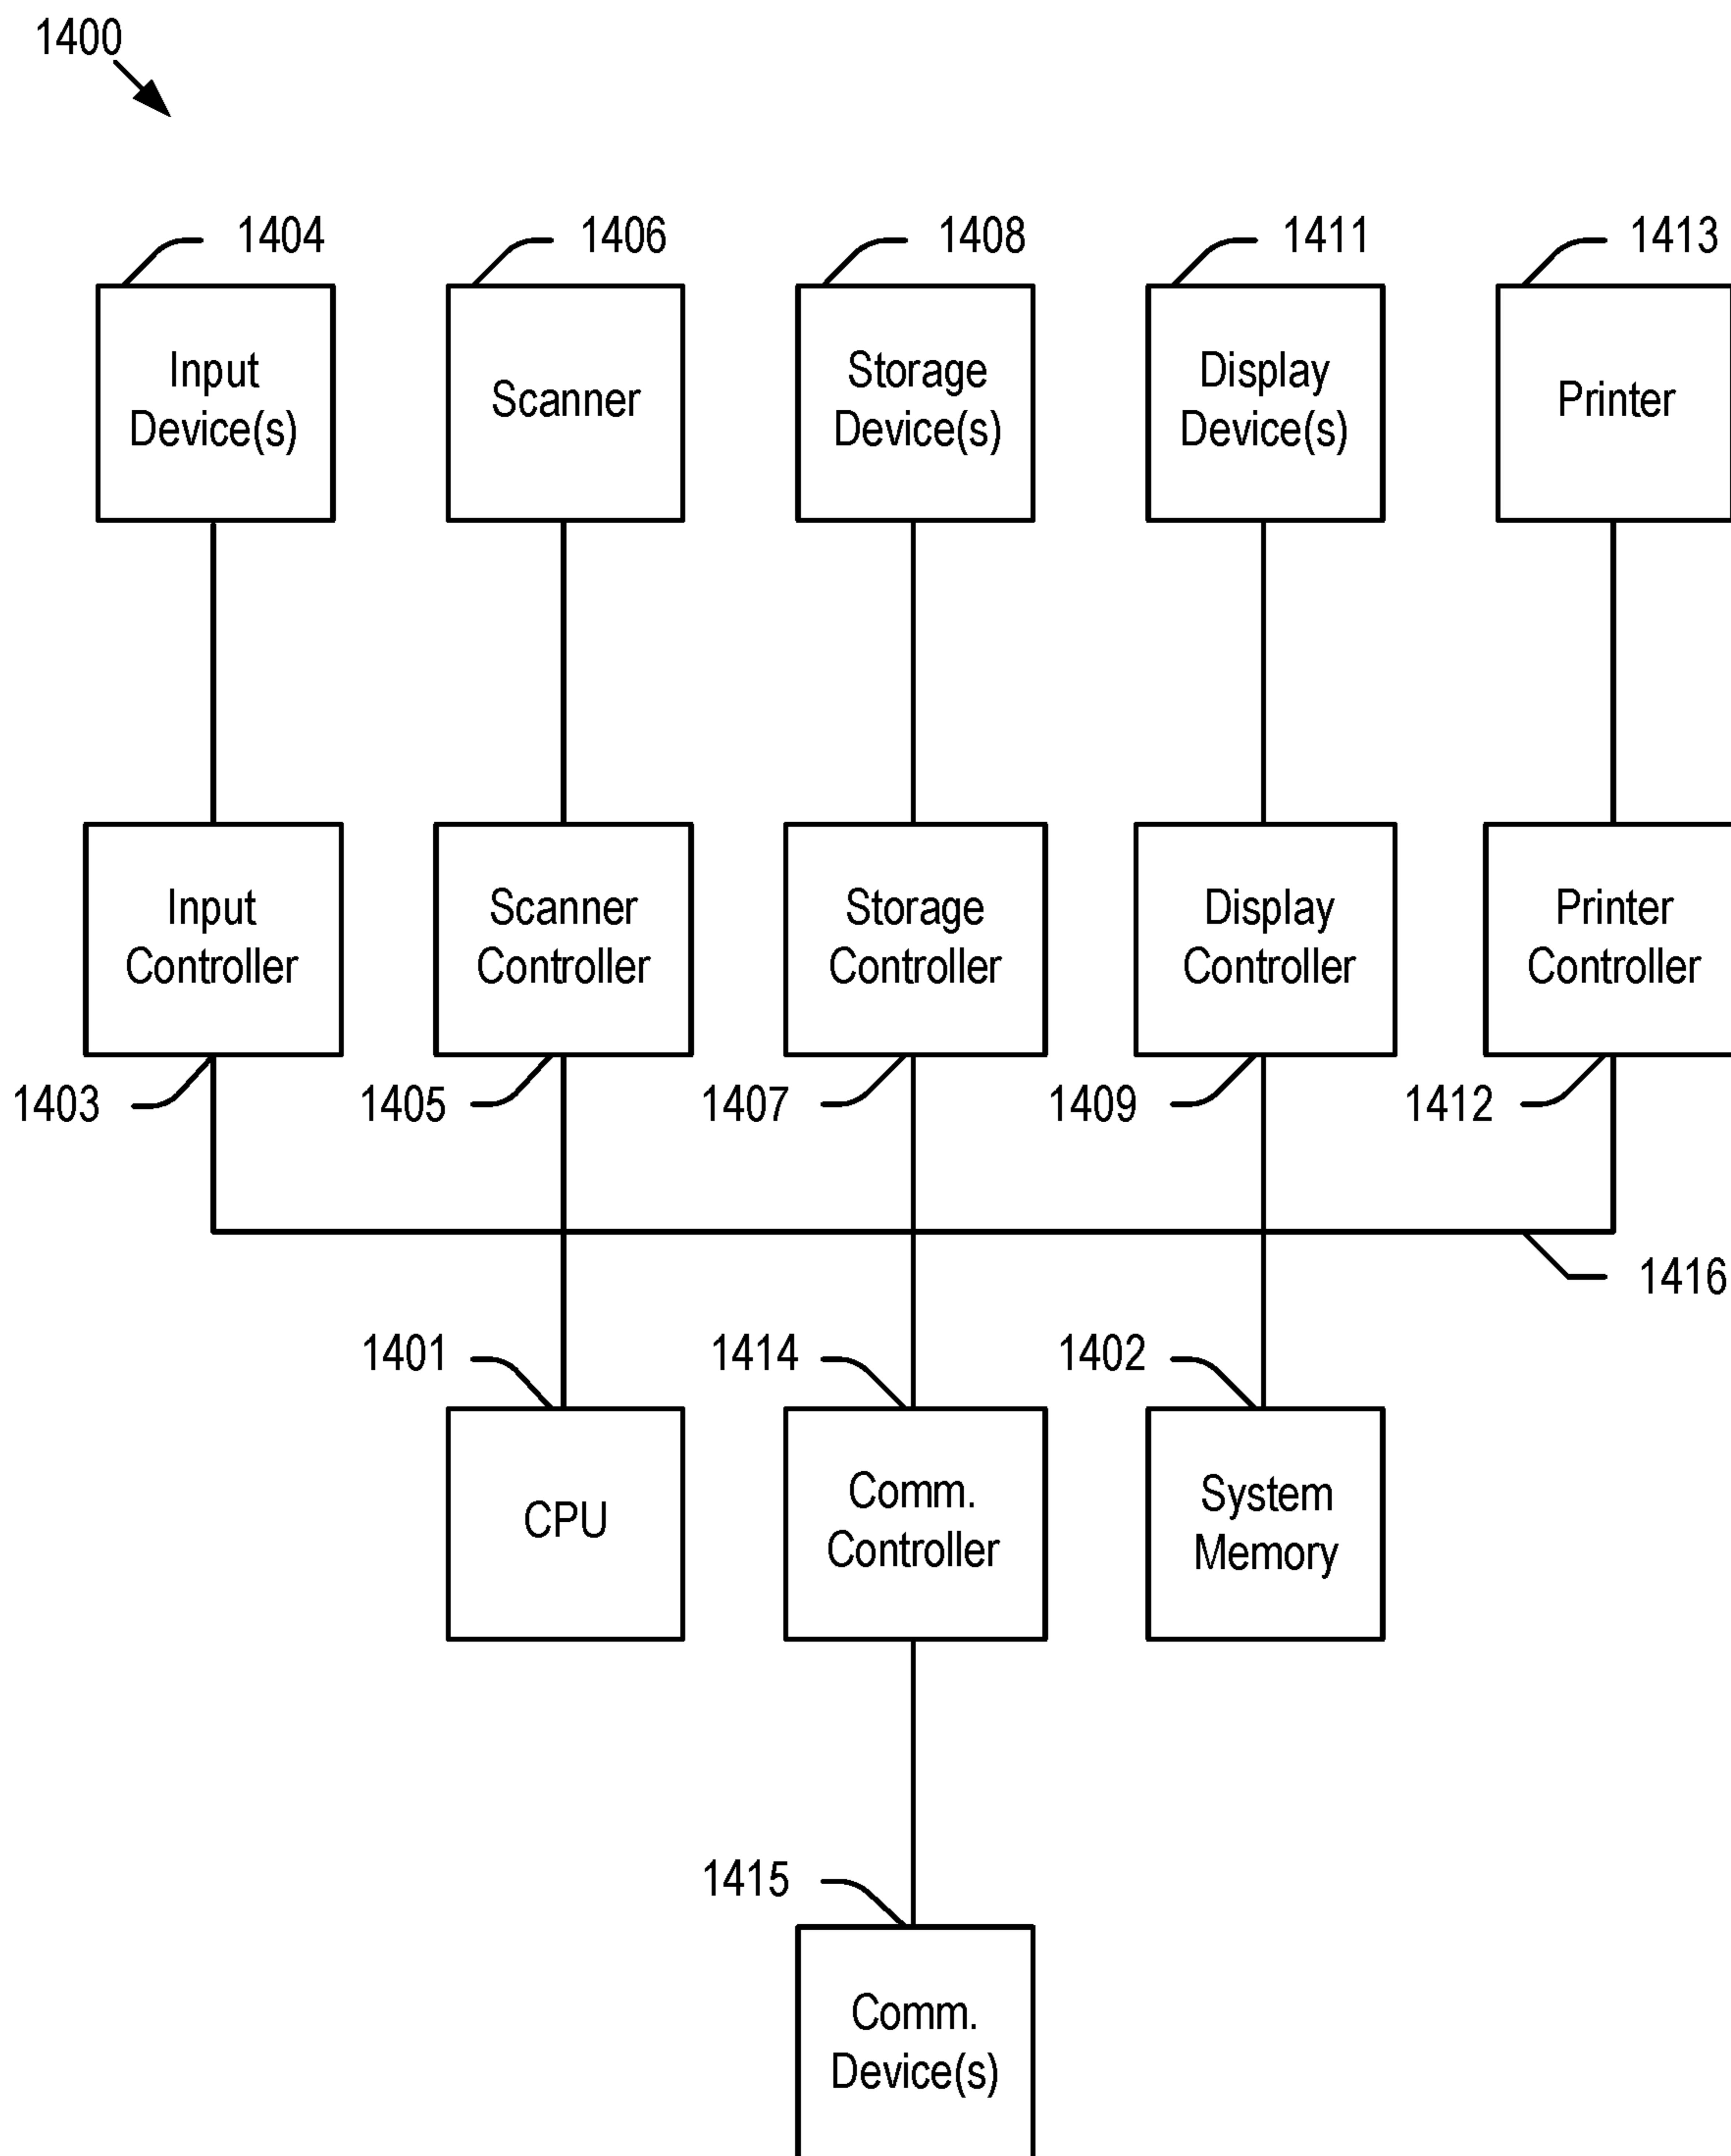 1400
1404
1406
1408
1411
1413
Input
Device(s)
Scanner
Storage
Device(s)
Display
Device(s)
Printer
Input
Controller
Scanner
Controller
Storage
Controller
Display
Controller
Printer
Controller
1403
1405
1407
1409
1412
1416
1401
1414
1402
CPU
Comm.
Controller
System
Memory
1415
Comm.
Device(s)